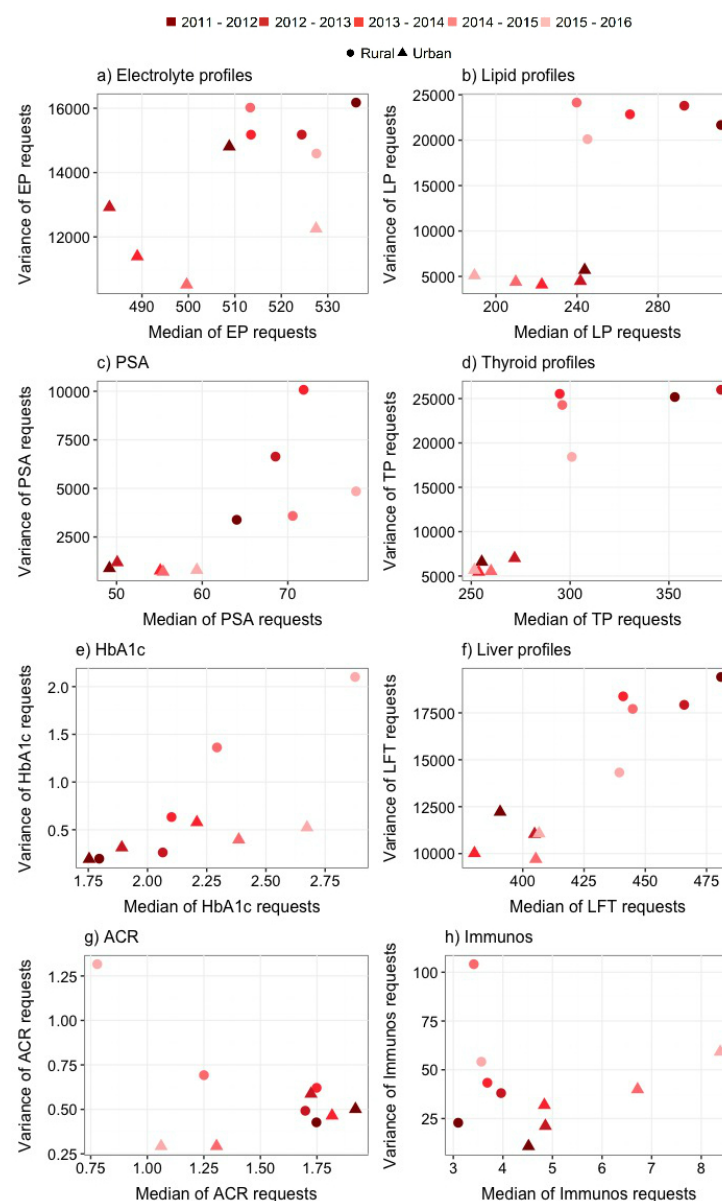 2011 - 2012 2012 - 2013 2013 - 2014 2014 - 2015 2015 - 2016
Rural Urban
a) Electrolyte profiles
Variance of EP requests
16000
14000
12000
490 500 510 520 530
Median of EP requests
b) Lipid profiles
Variance of LP requests
25000
20000
15000
10000
5000
200 240 280
Median of LP requests
c) PSA
Variance of PSA requests
10000
7500
5000
2500
50 60 70
Median of PSA requests
d) Thyroid profiles
Variance of TP requests
25000
20000
15000
10000
5000
250 300 350
Median of TP requests
e) HbA1c
Variance of HbA1c requests
2.0
1.5
1.0
0.5
1.75 2.00 2.25 2.50 2.75
Median of HbA1c requests
f) Liver profiles
Variance of LFT requests
17500
15000
12500
10000
400 425 450 475
Median of LFT requests
g) ACR
Variance of ACR requests
1.25
1.00
0.75
0.50
0.25
0.75 1.00 1.25 1.50 1.75
Median of ACR requests
h) Immunos
Variance of Immunos requests
100
75
50
25
3 4 5 6 7 8
Median of Immunos requests